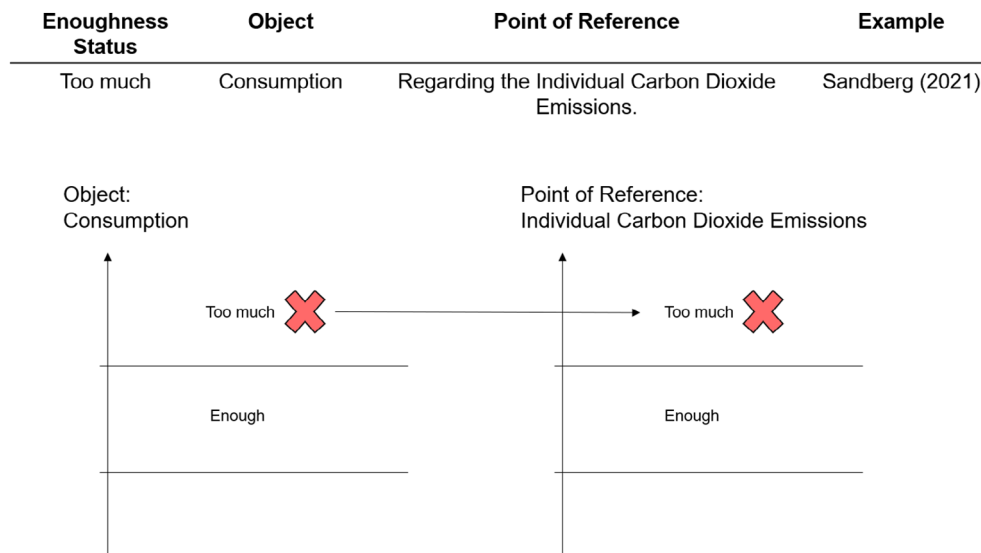 Enoughness Status Object Point of Reference Example
Too much Consumption Regarding the Individual Carbon Dioxide Emissions. Sandberg (2021)
Object:
Consumption
Point of Reference:
Individual Carbon Dioxide Emissions
Too much
Too much
Enough
Enough